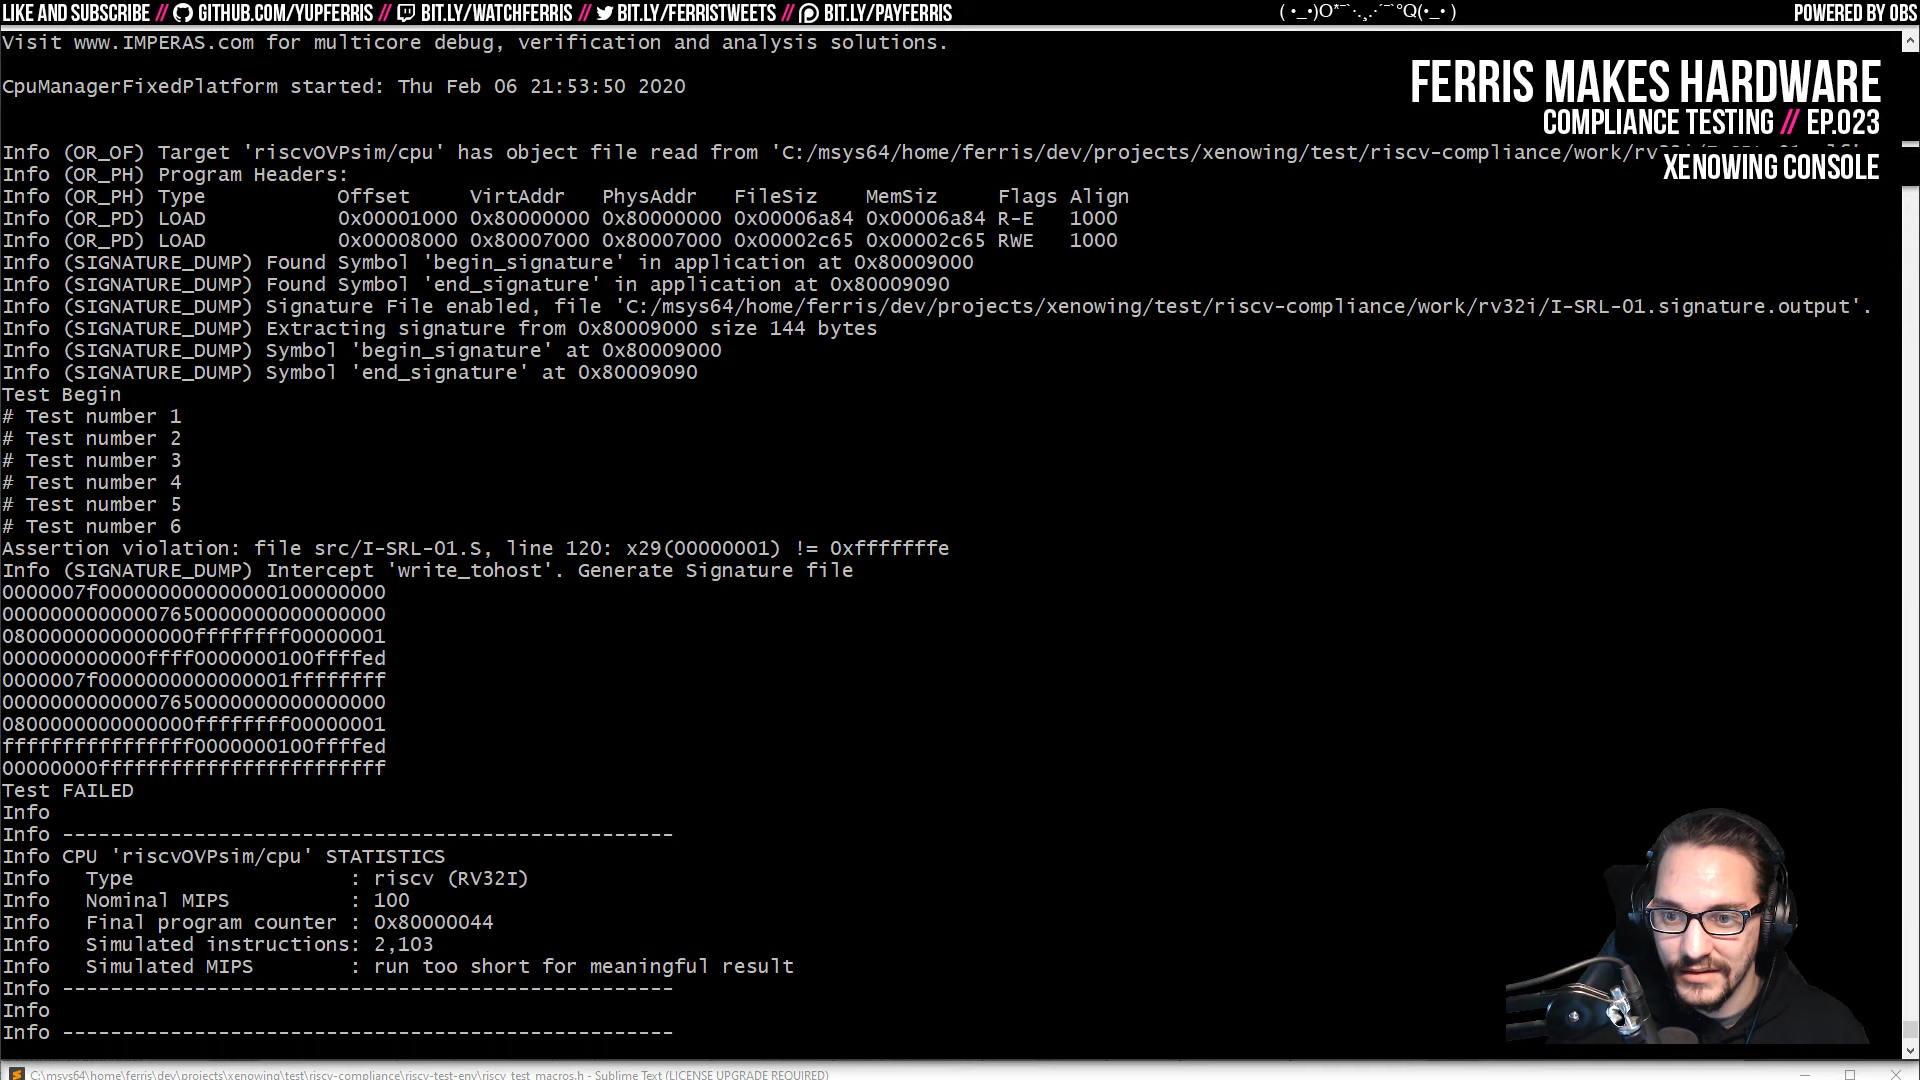 LIKE AND SUBSCRIBE // GITHUB.COM/YUPFERRIS // BIT.LY/WATCHFERRIS // BIT.LY/FERRISTWEETS // BIT.LY/PAYFERRIS
POWERED BY OBS
Visit www.IMPERAS.com for multicore debug, verification and analysis solutions.
FERRIS MAKES HARDWARE
CpuManagerFixedPlatform started: Thu Feb 06 21:53:50 2020
COMPLIANCE TESTING // EP.023
Info (OR_OF) Target 'riscvOVPsim/cpu' has object file read from 'C:/msys64/home/ferris/dev/projects/xenowing/test/riscv-compliance/work/
XENOWING CONSOLE
Info (OR_PH) Program Headers:
Info (OR_PH) Type           Offset     VirtAddr   PhysAddr   FileSiz    MemSiz     Flags Align
Info (OR_PD) LOAD           0x00001000 0x80000000 0x80000000 0x00006a84 0x00006a84 R-E   1000
Info (OR_PD) LOAD           0x00008000 0x80007000 0x80007000 0x00002c65 0x00002c65 RWE   1000
Info (SIGNATURE_DUMP) Found Symbol 'begin_signature' in application at 0x80009000
Info (SIGNATURE_DUMP) Found Symbol 'end_signature' in application at 0x80009090
Info (SIGNATURE_DUMP) Signature File enabled, file 'C:/msys64/home/ferris/dev/projects/xenowing/test/riscv-compliance/work/rv32i/I-SRL-01.signature.output'.
Info (SIGNATURE_DUMP) Extracting signature from 0x80009000 size 144 bytes
Info (SIGNATURE_DUMP) Symbol 'begin_signature' at 0x80009000
Info (SIGNATURE_DUMP) Symbol 'end_signature' at 0x80009090
Test Begin
# Test number 1
# Test number 2
# Test number 3
# Test number 4
# Test number 5
# Test number 6
Assertion violation: file src/I-SRL-01.S, line 120: x29(00000001) != 0xfffffffe
Info (SIGNATURE_DUMP) Intercept 'write_tohost'. Generate Signature file
0000007f000000000000000100000000
00000000000007650000000000000000
0800000000000000ffffffff00000001
000000000000ffff0000000100ffffed
0000007f0000000000000001ffffffff
00000000000007650000000000000000
0800000000000000ffffffff00000001
ffffffffffffffff0000000100ffffed
00000000ffffffffffffffffffffffff
Test FAILED
Info
Info ---------------------------------------------------
Info CPU 'riscvOVPsim/cpu' STATISTICS
Info   Type                  : riscv (RV32I)
Info   Nominal MIPS          : 100
Info   Final program counter : 0x80000044
Info   Simulated instructions: 2,103
Info   Simulated MIPS        : run too short for meaningful result
Info ---------------------------------------------------
Info
Info ---------------------------------------------------
C:\msys64\home\ferris\dev\projects\xenowing\test\riscv-compliance\riscv-test-env\riscv_test_macros.h - Sublime Text (LICENSE UPGRADE REQUIRED)